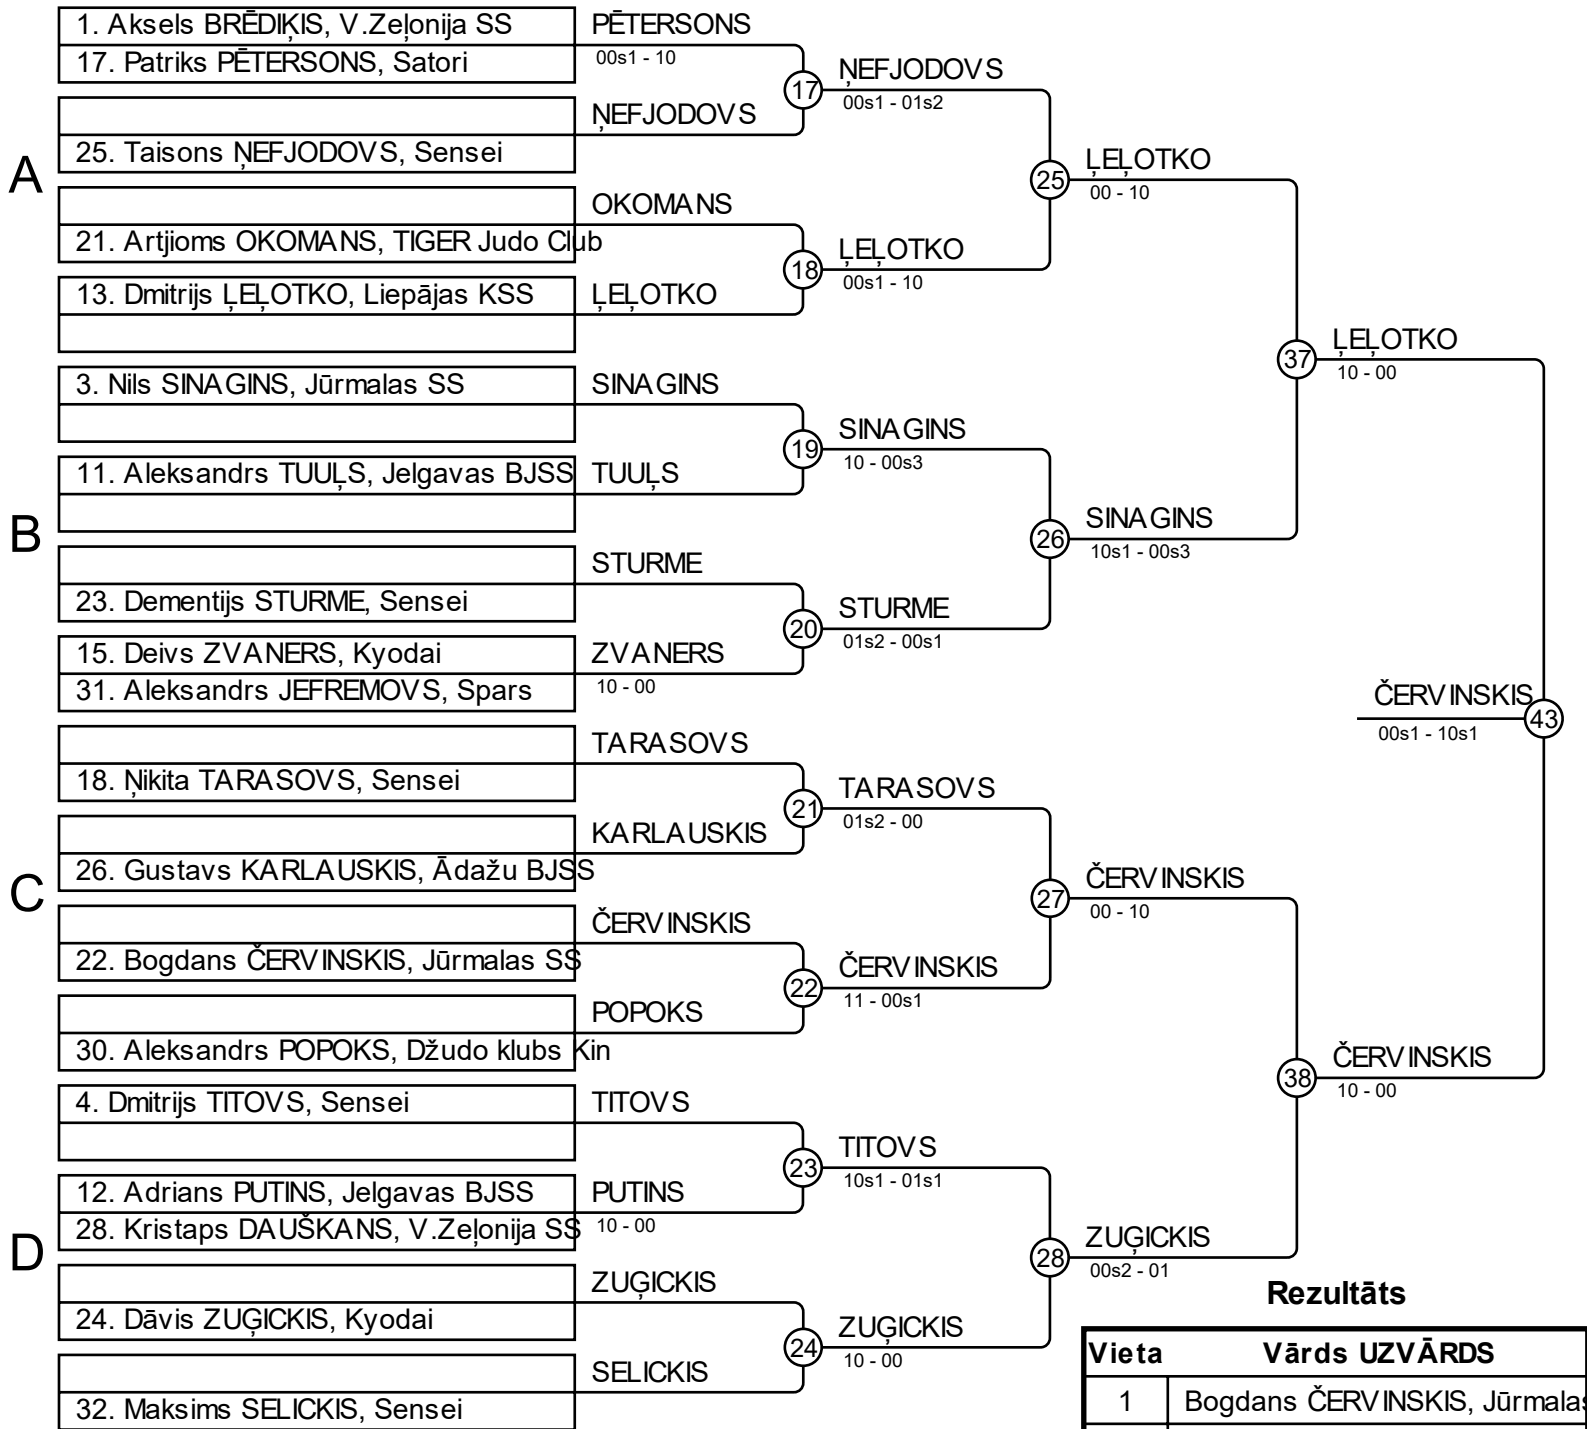 A
1. Aksels BRĒDIĶIS, V.Zeļonija SS
17. Patriks PĒTERSONS, Satori
25. Taisons ŅEFJODOVS, Sensei
21. Artjioms OKOMANS, TIGER Judo Club
13. Dmitrijs ĻEĻOTKO, Liepājas KSS
B
3. Nils SINAGINS, Jūrmalas SS
11. Aleksandrs TUUĻS, Jelgavas BJSS
23. Dementijs STURME, Sensei
15. Deivs ZVANERS, Kyodai
31. Aleksandrs JEFREMOVS, Spars
C
18. Ņikita TARASOVS, Sensei
26. Gustavs KARLAUSKIS, Ādažu BJSS
22. Bogdans ČERVINSKIS, Jūrmalas SS
30. Aleksandrs POPOKS, Džudo klubs Kin
D
4. Dmitrijs TITOVS, Sensei
12. Adrians PUTINS, Jelgavas BJSS
28. Kristaps DAUŠKANS, V.Zeļonija SS
24. Dāvis ZUĢICKIS, Kyodai
32. Maksims SELICKIS, Sensei
PĒTERSONS
00s1 - 10
ŅEFJODOVS
OKOMANS
ĻEĻOTKO
SINAGINS
TUUĻS
STURME
ZVANERS
10 - 00
TARASOVS
KARLAUSKIS
ČERVINSKIS
POPOKS
TITOVS
PUTINS
10 - 00
ZUĢICKIS
SELICKIS
17
ŅEFJODOVS
00s1 - 01s2
18
ĻEĻOTKO
00s1 - 10
19
SINAGINS
10 - 00s3
20
STURME
01s2 - 00s1
21
TARASOVS
01s2 - 00
22
ČERVINSKIS
11 - 00s1
23
TITOVS
10s1 - 01s1
24
ZUĢICKIS
10 - 00
25
ĻEĻOTKO
00 - 10
26
SINAGINS
10s1 - 00s3
27
ČERVINSKIS
00 - 10
28
ZUĢICKIS
00s2 - 01
37
ĻEĻOTKO
10 - 00
38
ČERVINSKIS
10 - 00
ČERVINSKIS
43
00s1 - 10s1
Rezultāts
Vieta Vārds UZVĀRDS
1 Bogdans ČERVINSKIS, Jūrmalas